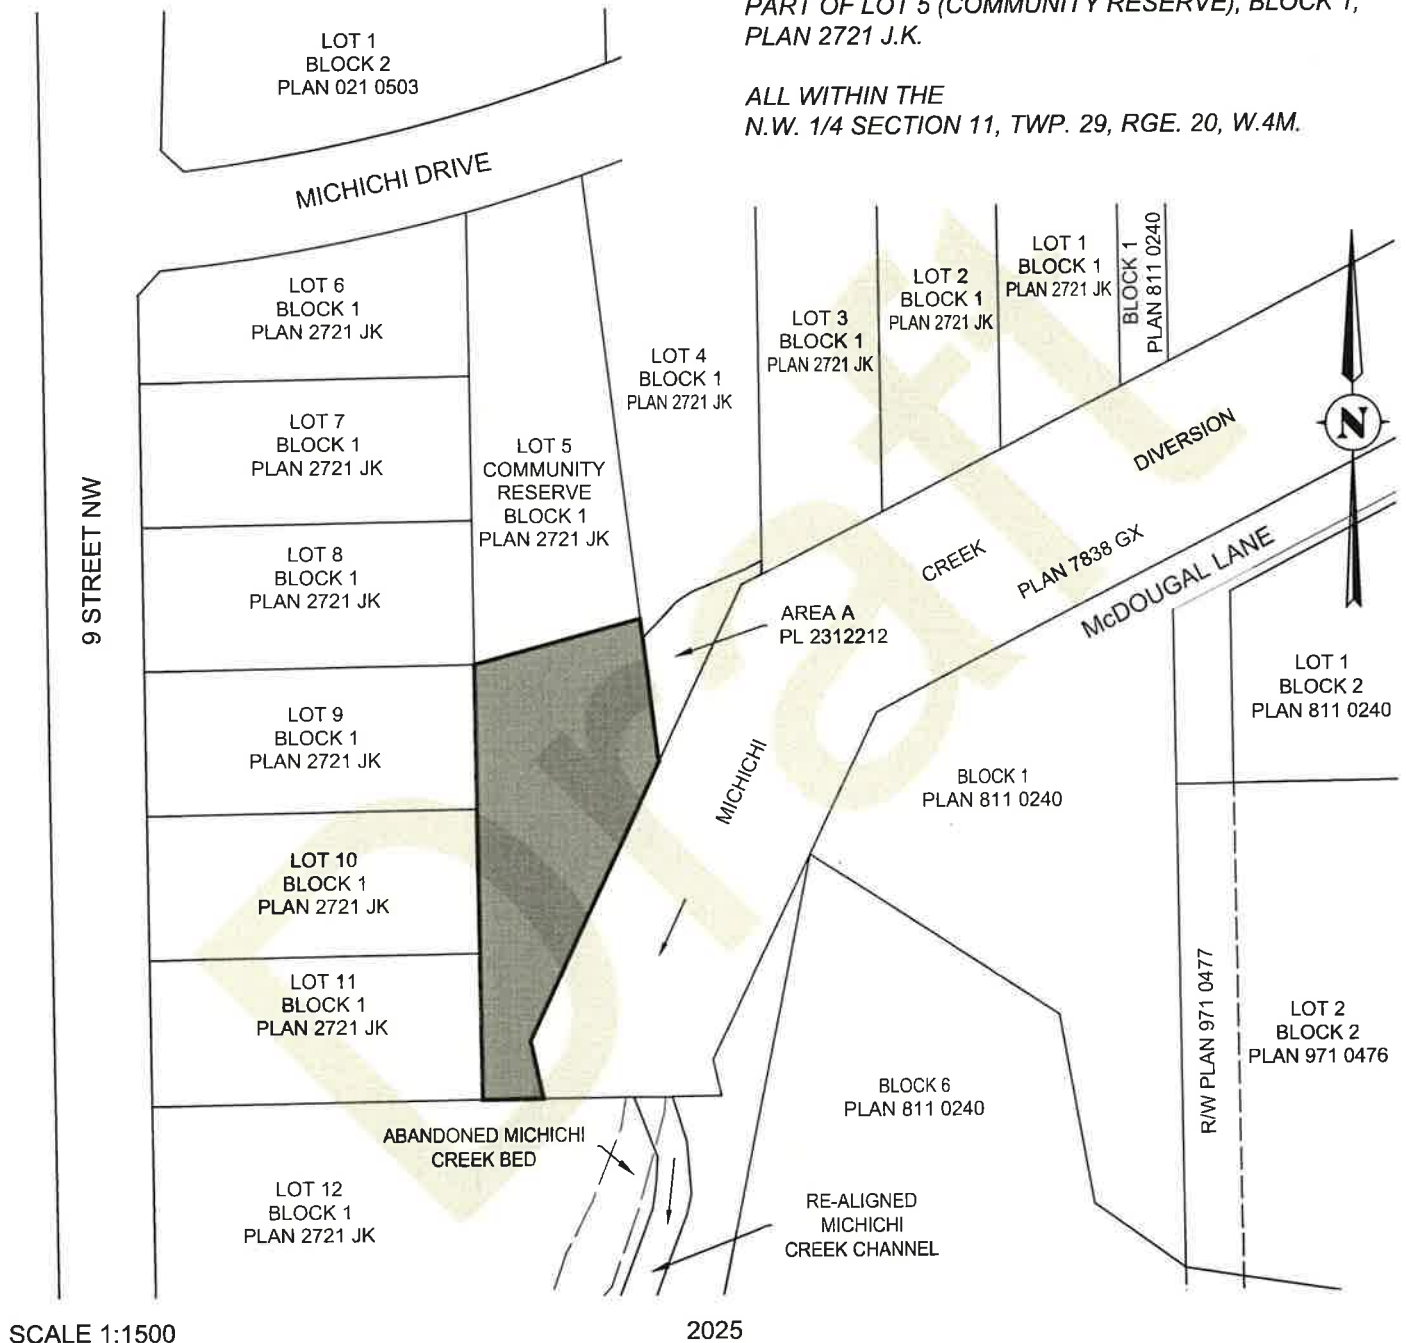 PART OF LOT 5 (COMMUNITY RESERVE), BLOCK 1,
PLAN 2721 J.K.
ALL WITHIN THE
N.W. 1/4 SECTION 11, TWP. 29, RGE. 20, W.4M.
LOT 1
BLOCK 2
PLAN 021 0503
MICHICHI DRIVE
LOT 6
BLOCK 1
PLAN 2721 JK
LOT 7
BLOCK 1
PLAN 2721 JK
LOT 8
BLOCK 1
PLAN 2721 JK
LOT 9
BLOCK 1
PLAN 2721 JK
LOT 10
BLOCK 1
PLAN 2721 JK
LOT 11
BLOCK 1
PLAN 2721 JK
LOT 12
BLOCK 1
PLAN 2721 JK
9 STREET NW
LOT 5
COMMUNITY
RESERVE
BLOCK 1
PLAN 2721 JK
LOT 4
BLOCK 1
PLAN 2721 JK
LOT 3
BLOCK 1
PLAN 2721 JK
LOT 2
BLOCK 1
PLAN 2721 JK
LOT 1
BLOCK 1
PLAN 2721 JK
BLOCK 1
PLAN 811 0240
N
DIVERSION
CREEK
MICHICHI
PLAN 7838 GX
McDOUGAL LANE
AREA A
PL 2312212
BLOCK 1
PLAN 811 0240
LOT 1
BLOCK 2
PLAN 811 0240
R/W PLAN 971 0477
LOT 2
BLOCK 2
PLAN 971 0476
BLOCK 6
PLAN 811 0240
ABANDONED MICHICHI
CREEK BED
RE-ALIGNED
MICHICHI
CREEK CHANNEL
Draft
SCALE 1:1500
2025